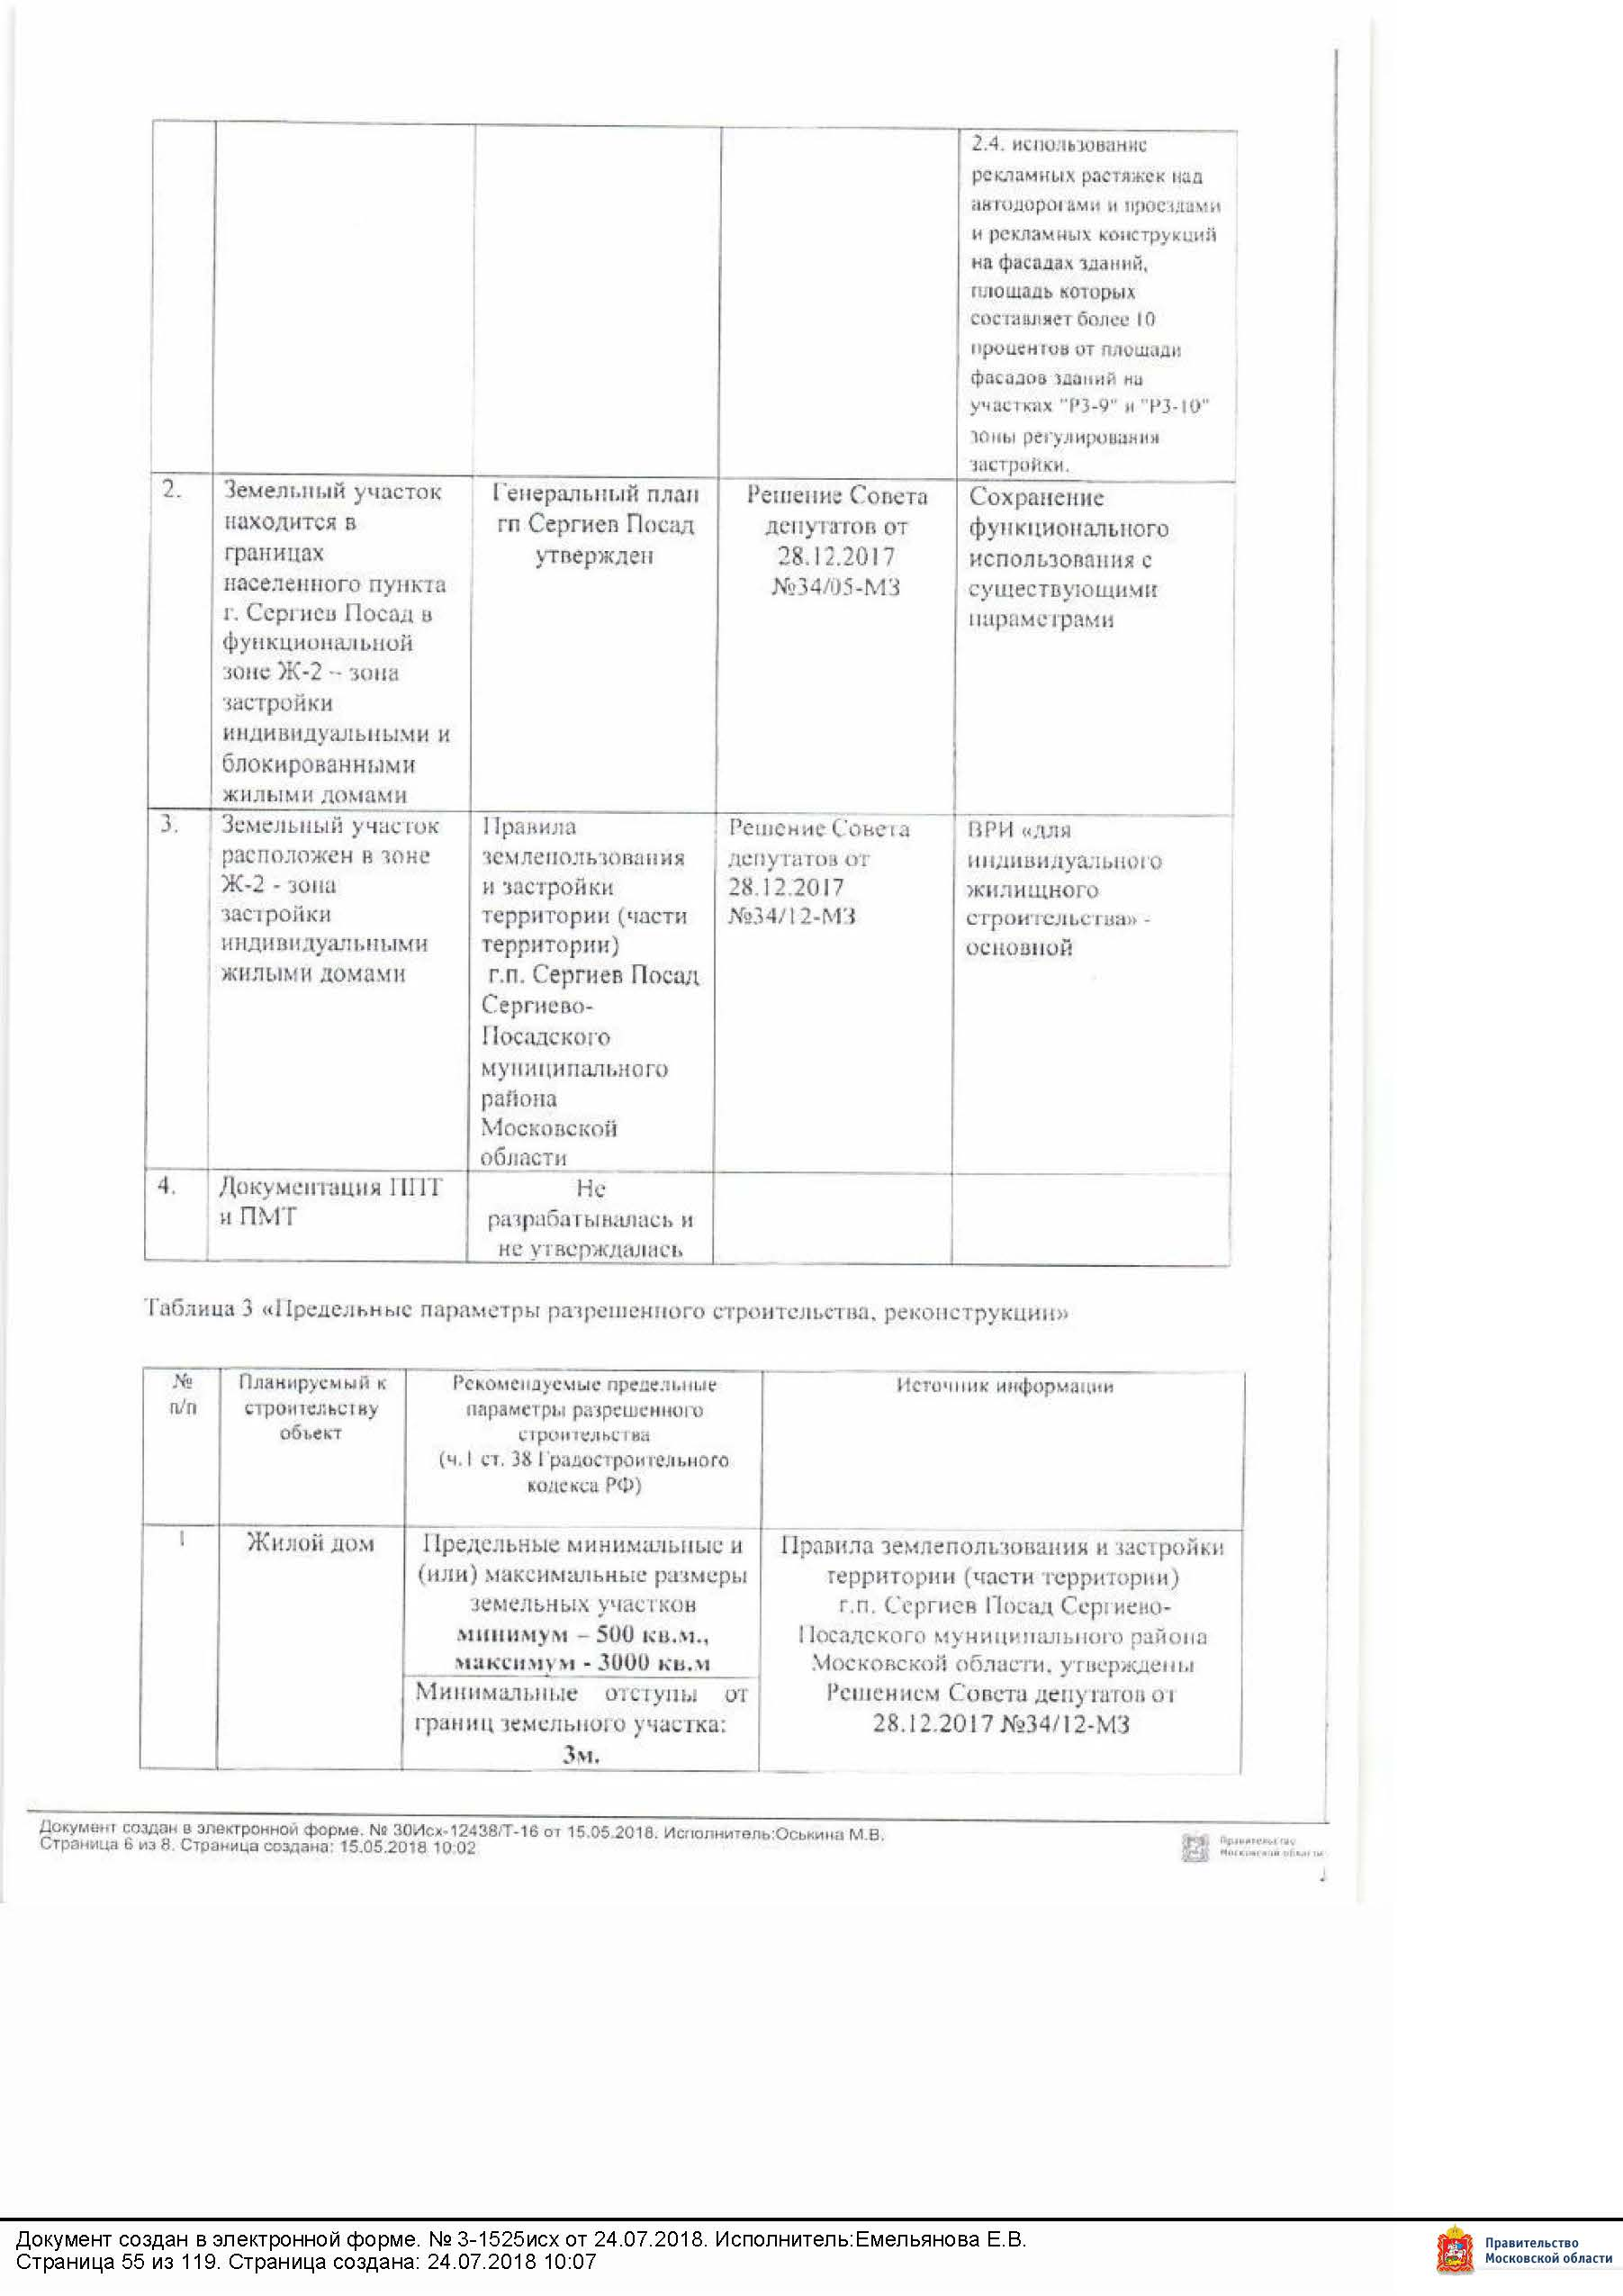 2.4. использование
рекламных растяжек над
автодорогами и проездами
и рекламных конструкций
на фасадах зданий,
площадь которых
составляет более 10
процентов от площади
фасадов зданий на
участках "РЗ-9" и "РЗ-10"
зоны регулирования
застройки.
2.
Земельный участок
находится в
границах
населенного пункта
г. Сергиев Посад в
функциональной
зоне Ж-2 – зона
застройки
индивидуальными и
блокированными
жилыми домами
Генеральный план
гп Сергиев Посад
утвержден
Решение Совета
депутатов от
28.12.2017
№34/05-МЗ
Сохранение
функционального
использования с
существующими
параметрами
3.
Земельный участок
расположен в зоне
Ж-2 - зона
застройки
индивидуальными
жилыми домами
Правила
землепользования
и застройки
территории (части
территории)
г.п. Сергиев Посад
Сергиево-
Посадского
муниципального
района
Московской
области
Решение Совета
депутатов от
28.12.2017
№34/12-МЗ
ВРИ «для
индивидуального
жилищного
строительства» -
основной
4.
Документация ППТ
и ПМТ
Не
разрабатывалась и
не утверждалась
Таблица 3 «Предельные параметры разрешенного строительства, реконструкции»
№
п/п
Планируемый к
строительству
объект
Рекомендуемые предельные
параметры разрешенного
строительства
(ч.1 ст. 38 Градостроительного
кодекса РФ)
Источник информации
1
Жилой дом
Предельные минимальные и
(или) максимальные размеры
земельных участков
минимум – 500 кв.м.,
максимум - 3000 кв.м
Минимальные отступы от
границ земельного участка:
3м.
Правила землепользования и застройки
территории (части территории)
г.п. Сергиев Посад Сергиево-
Посадского муниципального района
Московской области, утверждены
Решением Совета депутатов от
28.12.2017 №34/12-МЗ
Документ создан в электронной форме. № 30Исх-12438/Т-16 от 15.05.2018. Исполнитель:Оськина М.В.
Страница 6 из 8. Страница создана: 15.05.2018 10:02
Правительство
Московской области
Документ создан в электронной форме. № 3-1525исх от 24.07.2018. Исполнитель:Емельянова Е.В.
Страница 55 из 119. Страница создана: 24.07.2018 10:07
Правительство
Московской области